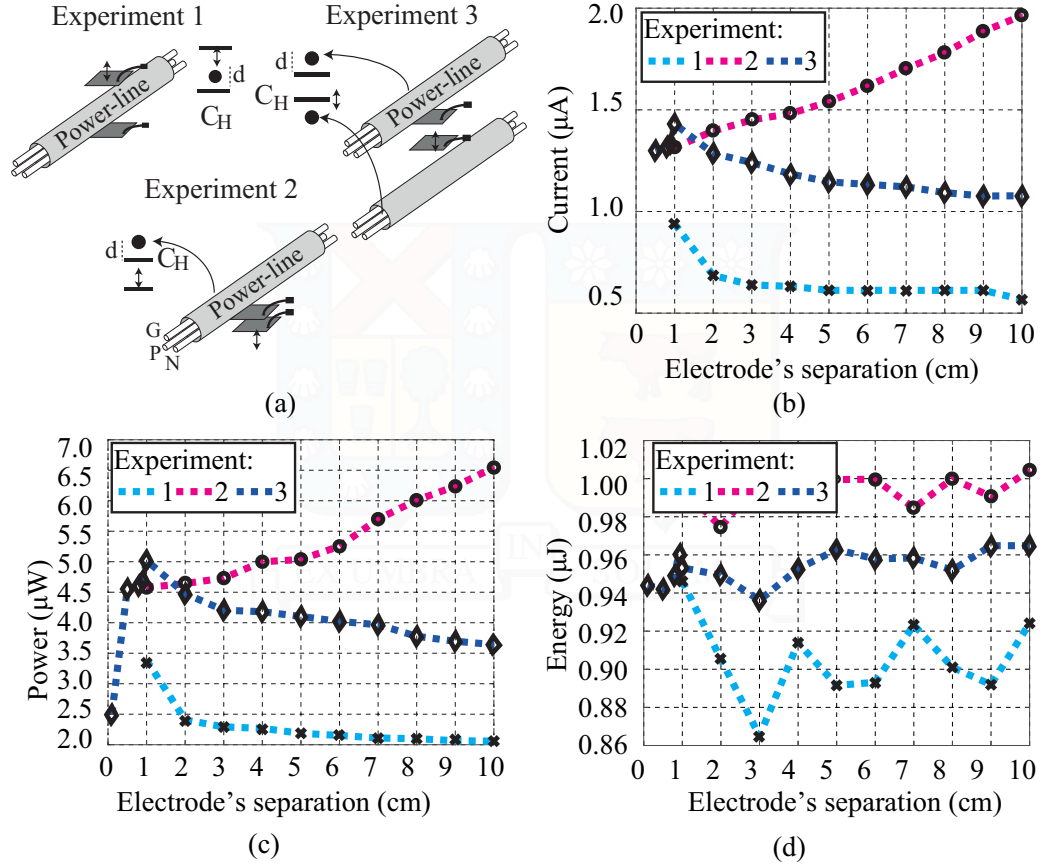 Experiment 1
Experiment 3
Power-line
d
C_H
d
C_H
Power-line
Experiment 2
d
C_H
Power-line
G
P N
(a)
2.0
1.5
1.0
0.5
Current (μA)
Experiment:
1 2 3
0 1 2 3 4 5 6 7 8 9 10
Electrode's separation (cm)
(b)
7.0
6.5
6.0
5.5
5.0
4.5
4.0
3.5
3.0
2.5
2.0
Power (μW)
Experiment:
1 2 3
0 1 2 3 4 5 6 7 8 9 10
Electrode's separation (cm)
(c)
1.02
1.00
0.98
0.96
0.94
0.92
0.90
0.88
0.86
Energy (μJ)
Experiment:
1 2 3
0 1 2 3 4 5 6 7 8 9 10
Electrode's separation (cm)
(d)
EX UMBRA
IN
SO